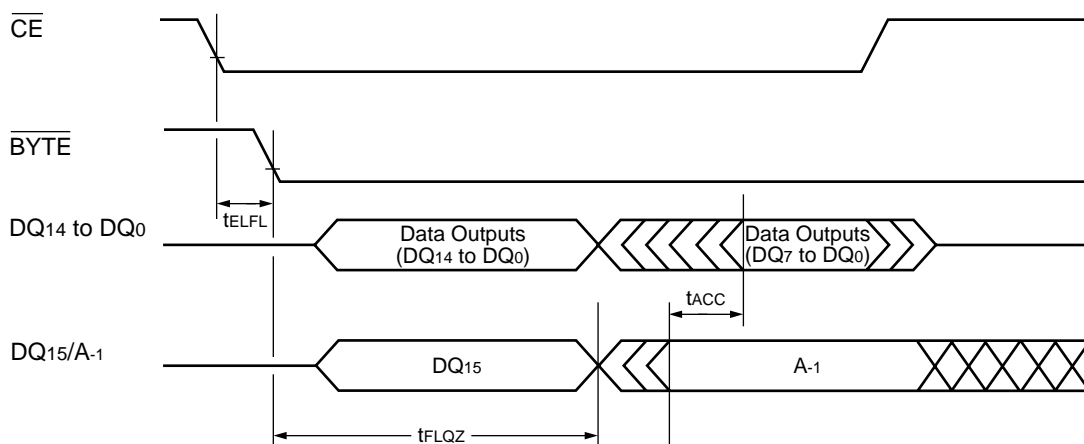 CE
BYTE
tELFL
DQ14 to DQ0
Data Outputs
(DQ14 to DQ0)
Data Outputs
(DQ7 to DQ0)
tACC
DQ15/A-1
DQ15
A-1
tFLQZ